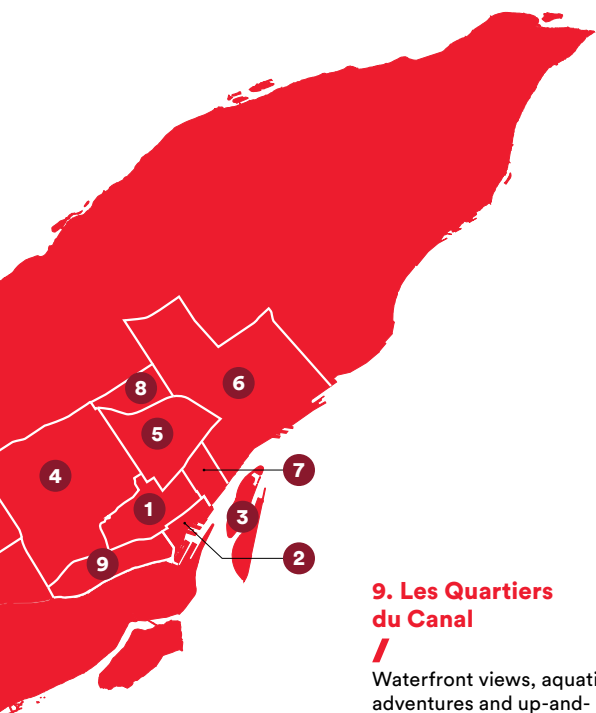 8
6
5
4
7
1
3
9
2
9. Les Quartiers
du Canal
/
Waterfront views,
adventures and up-and-